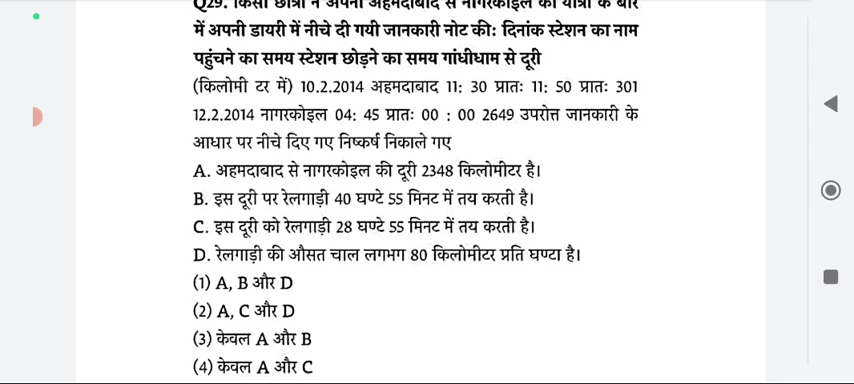 Q29. किसी छात्रा ने अपनी अहमदाबाद से नागरकोइल की यात्रा के बारे
में अपनी डायरी में नीचे दी गयी जानकारी नोट की: दिनांक स्टेशन का नाम
पहुंचने का समय स्टेशन छोड़ने का समय गांधीधाम से दूरी
(किलोमी टर में) 10.2.2014 अहमदाबाद 11: 30 प्रातः 11: 50 प्रातः 301
12.2.2014 नागरकोइल 04: 45 प्रातः 00 : 00 2649 उपरोत्त जानकारी के
आधार पर नीचे दिए गए निष्कर्ष निकाले गए
A. अहमदाबाद से नागरकोइल की दूरी 2348 किलोमीटर है।
B. इस दूरी पर रेलगाड़ी 40 घण्टे 55 मिनट में तय करती है।
C. इस दूरी को रेलगाड़ी 28 घण्टे 55 मिनट में तय करती है।
D. रेलगाड़ी की औसत चाल लगभग 80 किलोमीटर प्रति घण्टा है।
(1) A, B और D
(2) A, C और D
(3) केवल A और B
(4) केवल A और C